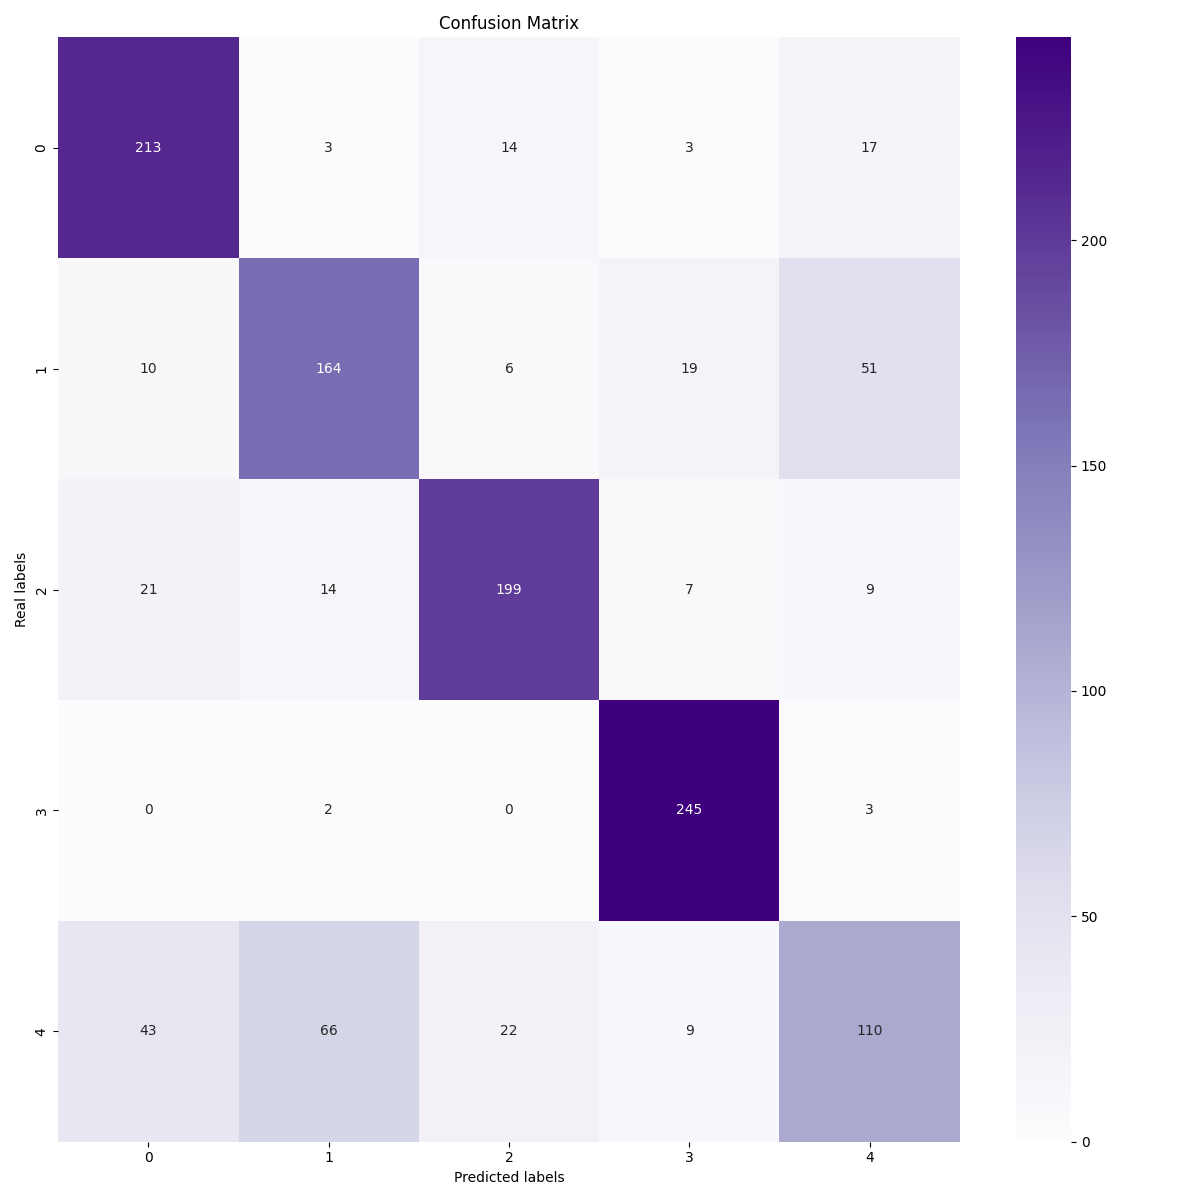 Confusion Matrix
0 213 3 14 3 17
1 10 164 6 19 51
2 21 14 199 7 9
3 0 2 0 245 3
4 43 66 22 9 110
0 1 2 3 4
Predicted labels
Real labels
200
150
100
50
0